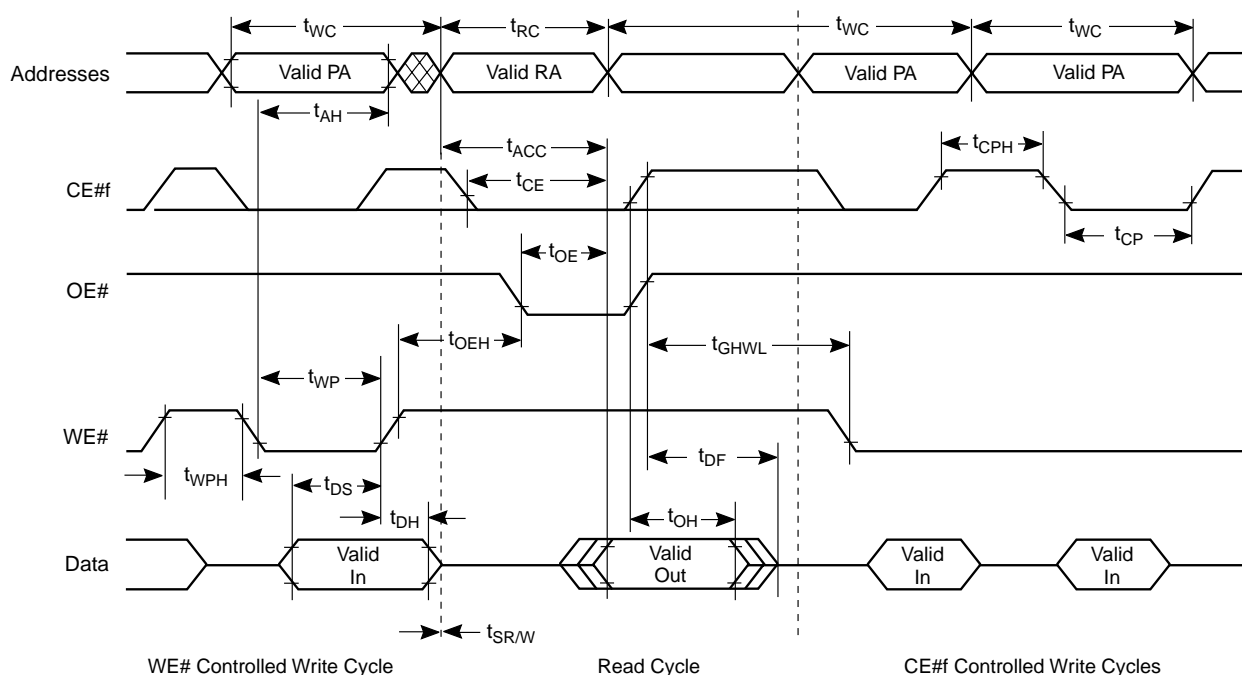 tWC tRC tWC tWC
Addresses Valid PA Valid RA Valid PA Valid PA
tAH
tACC tCPH
CE#f tCE
tCP
tOE
OE#
tOEH tGHWL
tWP
WE#
tWPH tDS tDF
tDH tOH
Data Valid In Valid Out Valid In Valid In
tSR/W
WE# Controlled Write Cycle Read Cycle CE#f Controlled Write Cycles